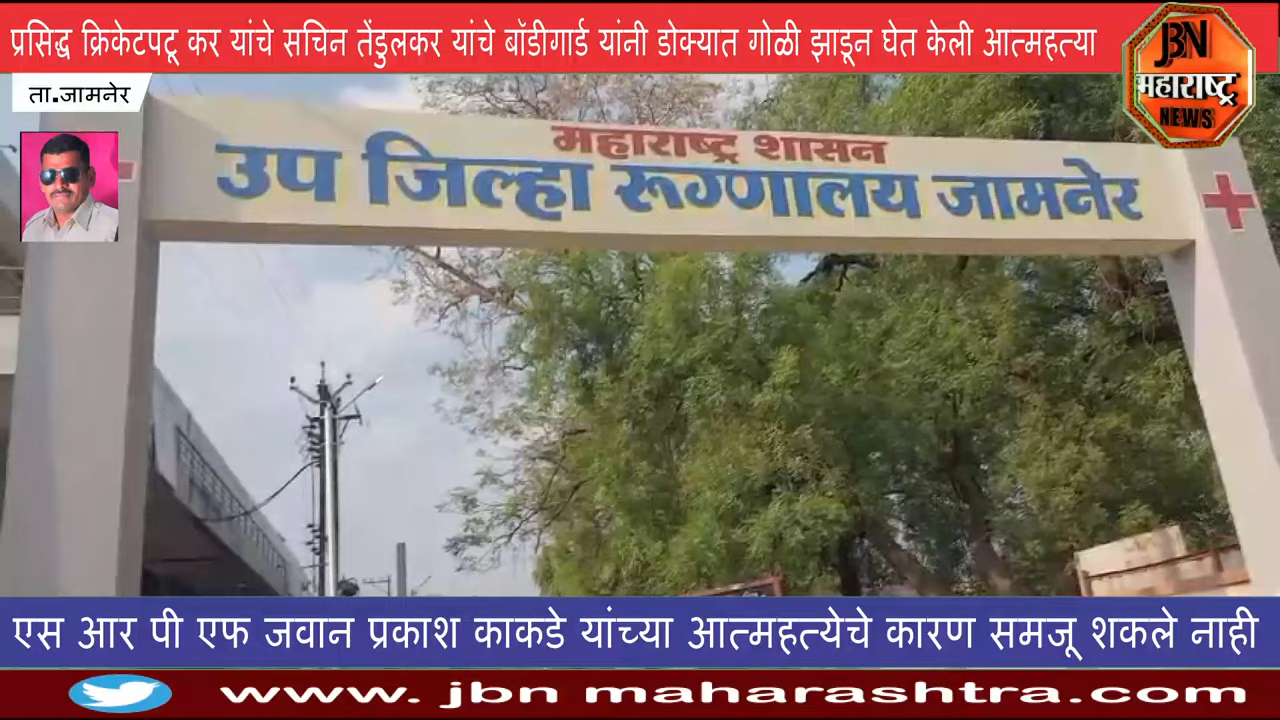 प्रसिद्ध क्रिकेटपटू कर यांचे सचिन तेंडुलकर यांचे बॉडीगार्ड यांनी डोक्यात गोळी झाडून घेत केली आत्महत्या
JBN
महाराष्ट्र
NEWS
ता.जामनेर
महाराष्ट्र शासन
उप जिल्हा रूग्णालय जामनेर
एस आर पी एफ जवान प्रकाश काकडे यांच्या आत्महत्येचे कारण समजू शकले नाही
www. jbn maharashtra.com